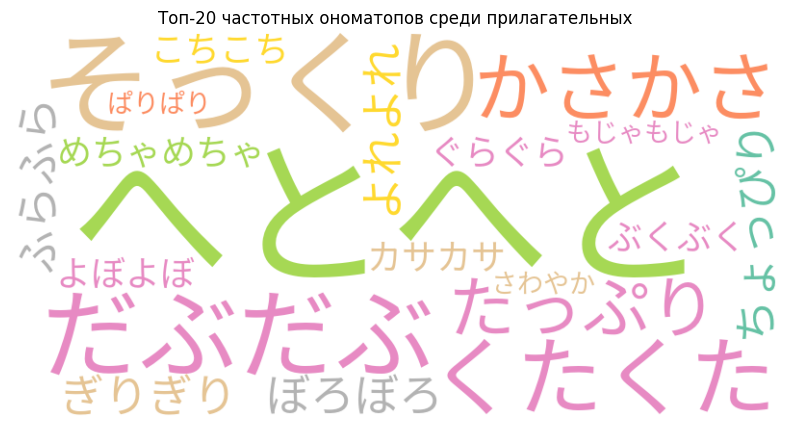 Топ-20 частотных ономатопов среди прилагательных
こちこち
そっくり
かさかさ
ぱりぱり
よれよれ
ふらふら
めちゃめちゃ
ぐらぐら
もじゃもじゃ
ちょっぴり
へとへと
ぶくぶく
カサカサ
よぼよぼ
さわやか
だぶだぶ
たっぷり
くたくた
ぎりぎり
ぼろぼろ